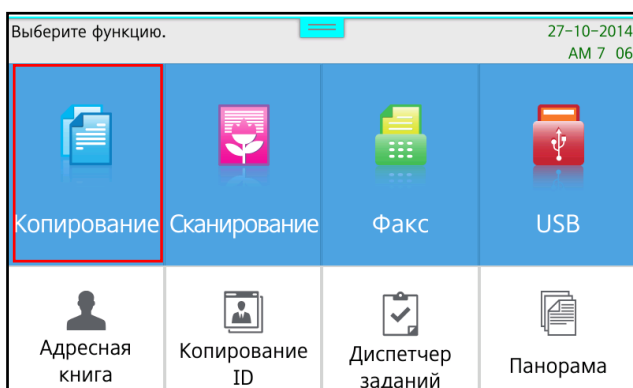 Выберите функцию.
27-10-2014
AM 7 06
Копирование
Сканирование
Факс
USB
Адресная
книга
Копирование
ID
Диспетчер
заданий
Панорама